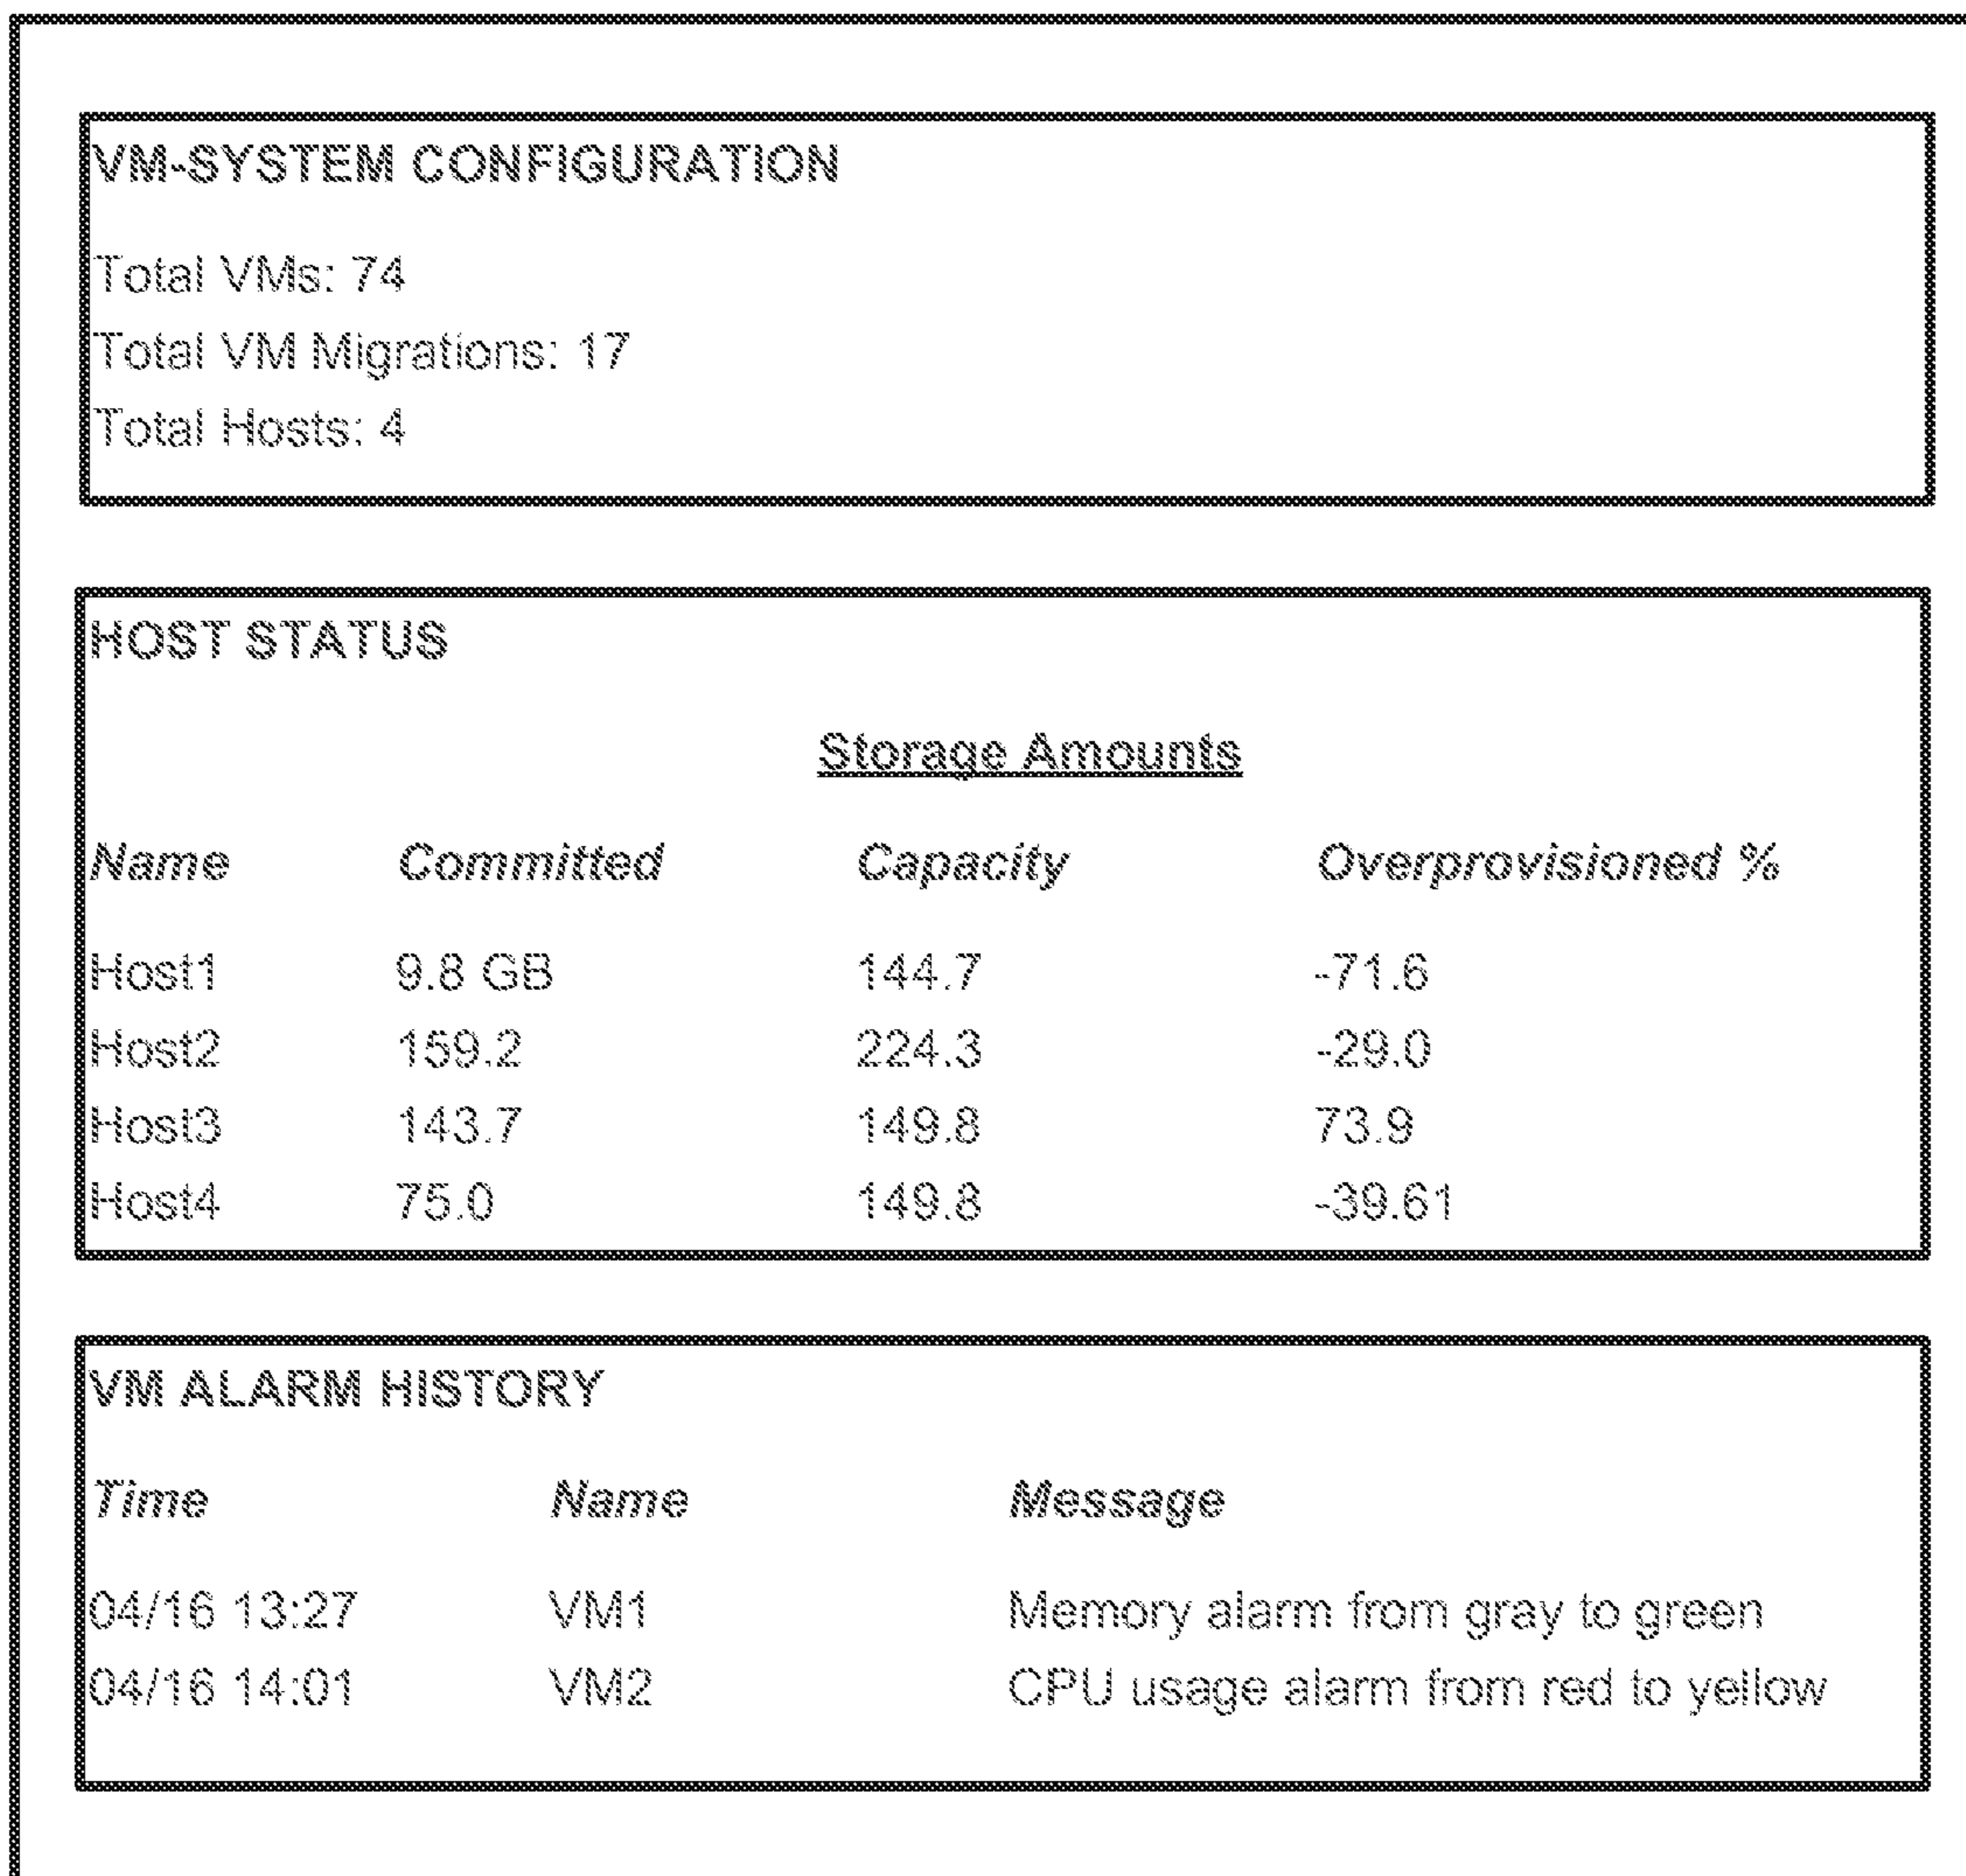 VM-SYSTEM CONFIGURATION
Total VMs: 74
Total VM Migrations: 17
Total Hosts: 4
HOST STATUS
Storage Amounts
Name Committed Capacity Overprovisioned %
Host1 9.8 GB 144.7 -71.6
Host2 159.2 224.3 -29.0
Host3 143.7 149.8 73.9
Host4 75.0 149.8 -39.61
VM ALARM HISTORY
Time Name Message
04/16 13:27 VM1 Memory alarm from gray to green
04/16 14:01 VM2 CPU usage alarm from red to yellow